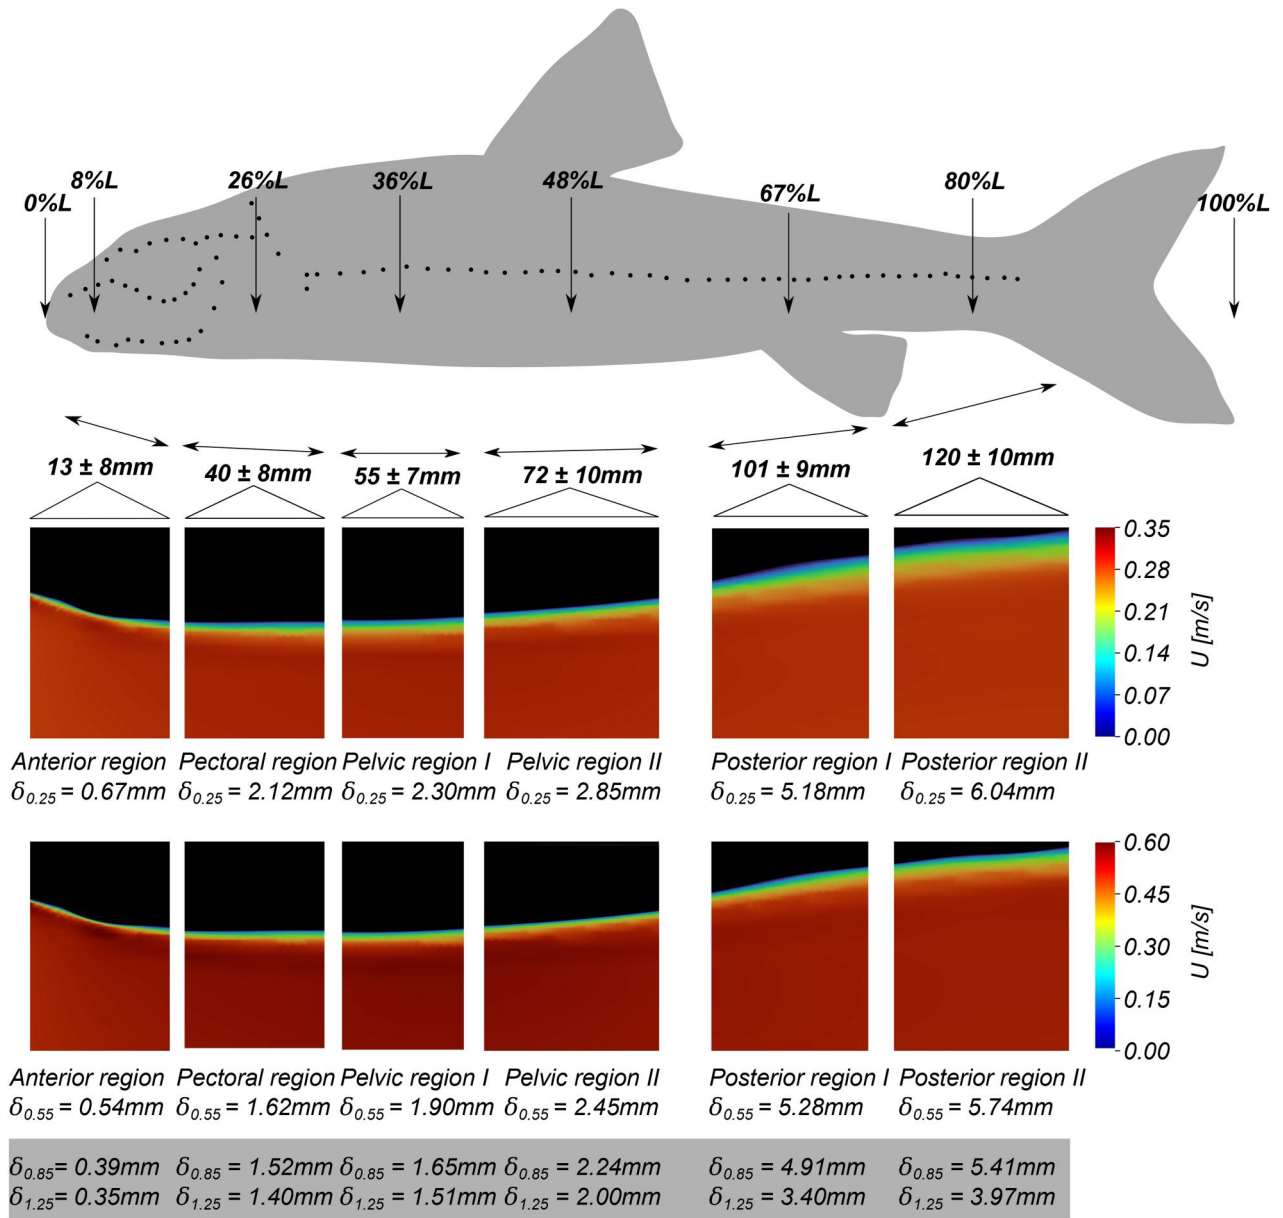 0%L 8%L 26%L 36%L 48%L 67%L 80%L 100%L
13 ± 8mm 40 ± 8mm 55 ± 7mm 72 ± 10mm 101 ± 9mm 120 ± 10mm
0.35
0.28
0.21
0.14
0.07
0.00
U [m/s]
Anterior region Pectoral region Pelvic region I Pelvic region II Posterior region I Posterior region II
δ0.25 = 0.67mm δ0.25 = 2.12mm δ0.25 = 2.30mm δ0.25 = 2.85mm δ0.25 = 5.18mm δ0.25 = 6.04mm
0.60
0.45
0.30
0.15
0.00
U [m/s]
Anterior region Pectoral region Pelvic region I Pelvic region II Posterior region I Posterior region II
δ0.55 = 0.54mm δ0.55 = 1.62mm δ0.55 = 1.90mm δ0.55 = 2.45mm δ0.55 = 5.28mm δ0.55 = 5.74mm
δ0.85= 0.39mm δ0.85 = 1.52mm δ0.85 = 1.65mm δ0.85 = 2.24mm δ0.85 = 4.91mm δ0.85 = 5.41mm
δ1.25= 0.35mm δ1.25 = 1.40mm δ1.25 = 1.51mm δ1.25 = 2.00mm δ1.25 = 3.40mm δ1.25 = 3.97mm